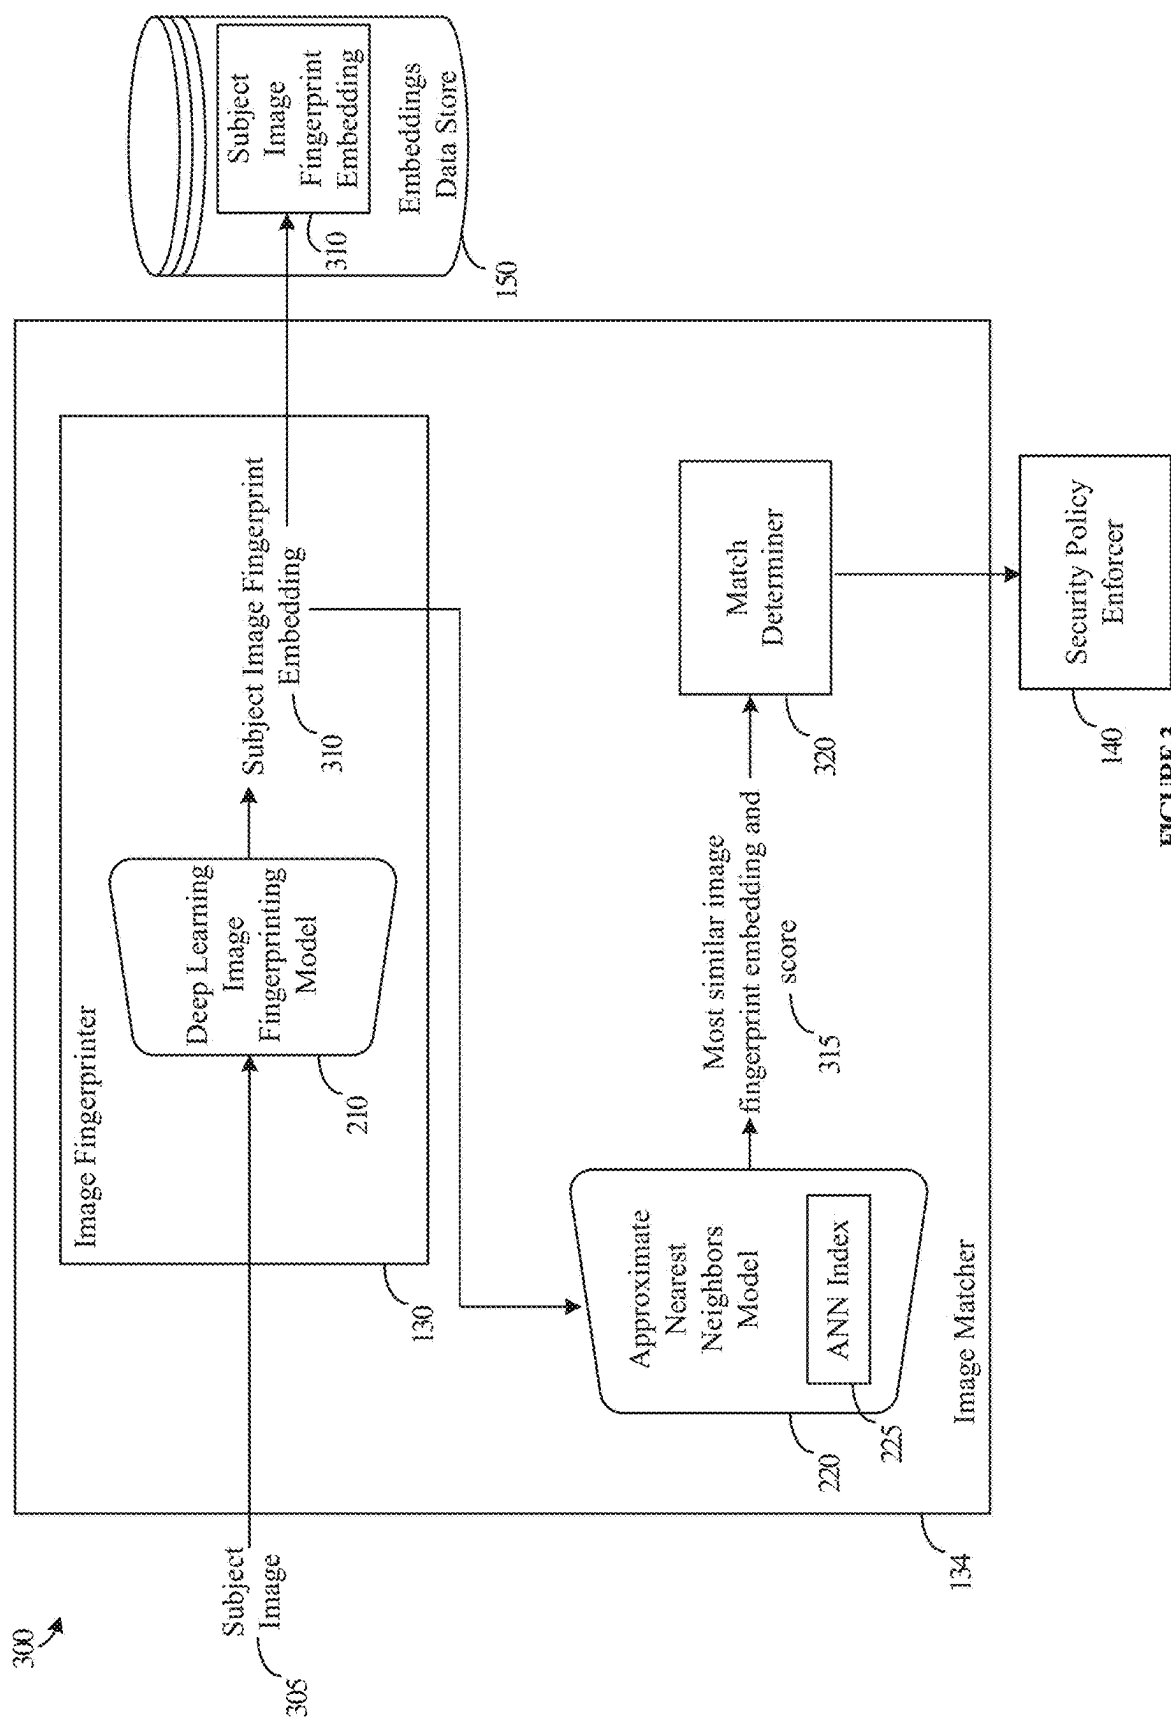 300
Subject
Image
305
Image Fingerprinter
130
Deep Learning
Image
Fingerprinting
Model
210
Subject Image Fingerprint
Embedding
310
Subject
Image
Fingerprint
Embedding
310
Embeddings
Data Store
150
Approximate
Nearest
Neighbors
Model
ANN Index
225
220
Most similar image
fingerprint embedding and
score
315
Match
Determiner
320
Image Matcher
134
Security Policy
Enforcer
140
FIGURE 3